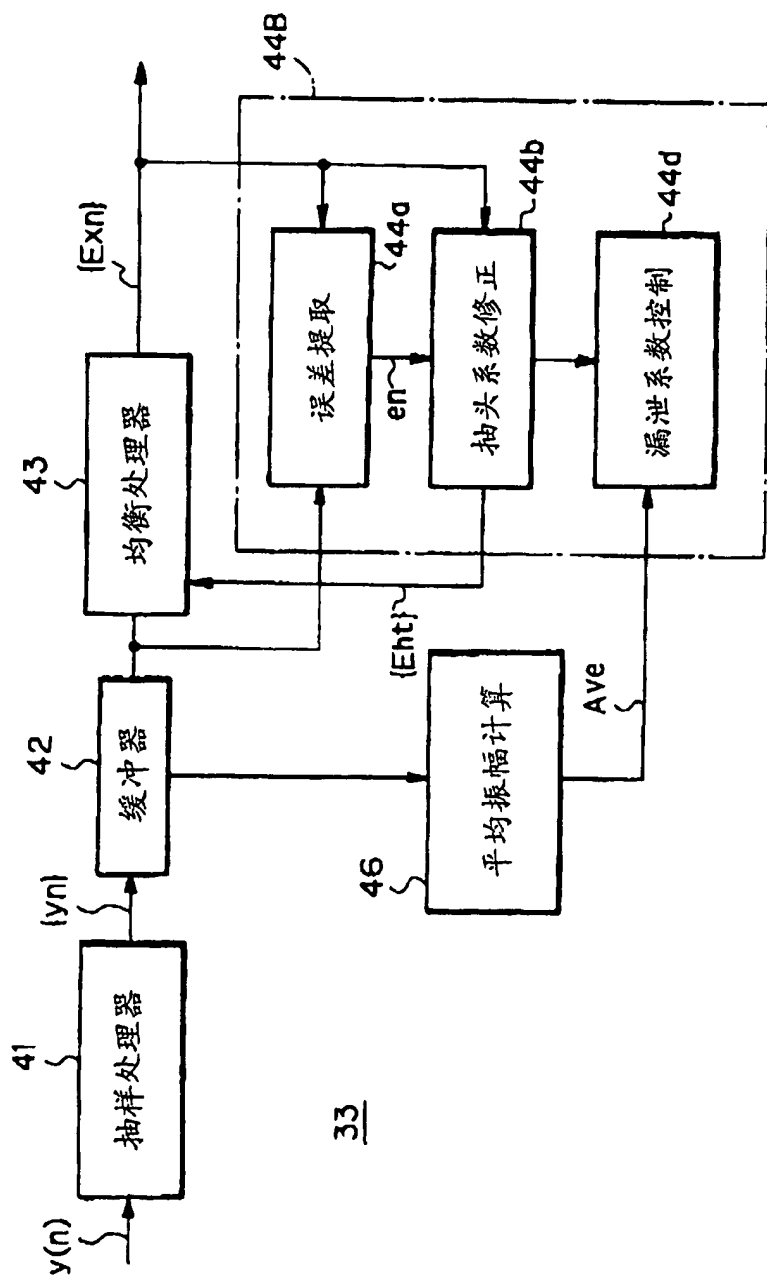 y(n)
41
抽样处理器
{yn}
42
缓冲器
43
均衡处理器
{Exn}
44B
误差提取
44a
en
抽头系数修正
44b
{Eht}
漏泄系数控制
44d
46
平均振幅计算
Ave
33